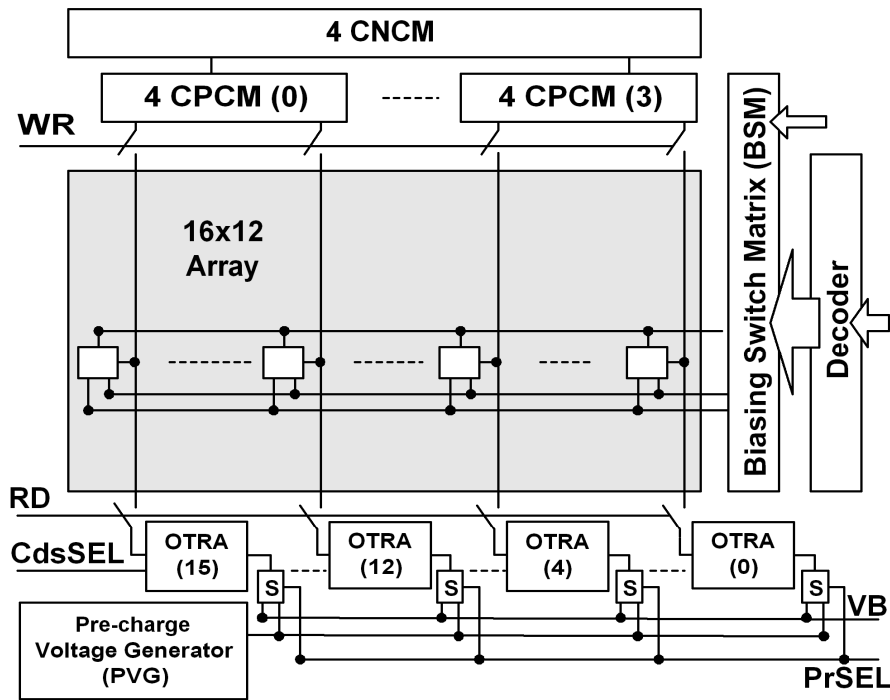 4 CNCM
4 CPCM (0)
4 CPCM (3)
WR
16x12
Array
Biasing Switch Matrix (BSM)
Decoder
RD
CdsSEL
OTRA
(15)
OTRA
(12)
OTRA
(4)
OTRA
(0)
S
S
S
S
VB
Pre-charge
Voltage Generator
(PVG)
PrSEL